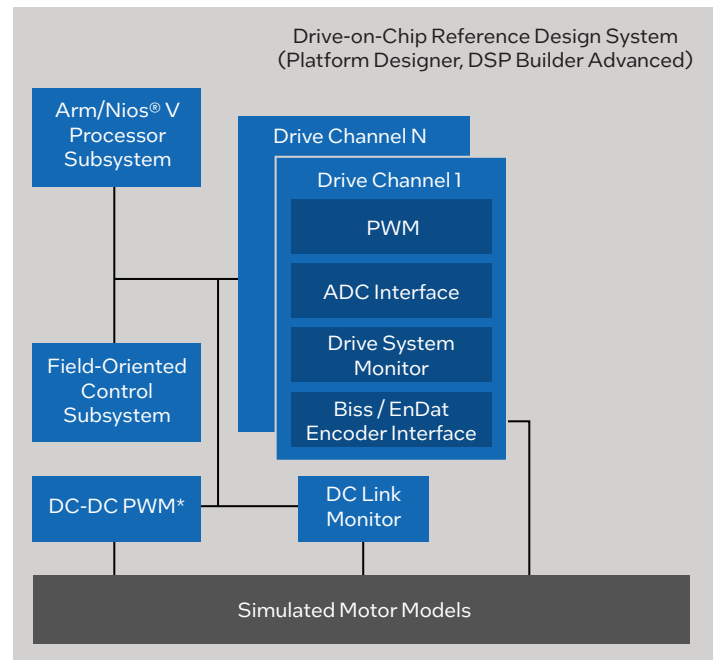 Drive-on-Chip Reference Design System
(Platform Designer, DSP Builder Advanced)
Arm/Nios® V
Processor
Subsystem
Drive Channel N
Drive Channel 1
PWM
ADC Interface
Drive System
Monitor
Biss / EnDat
Encoder Interface
Field-Oriented
Control
Subsystem
DC-DC PWM*
DC Link
Monitor
Simulated Motor Models